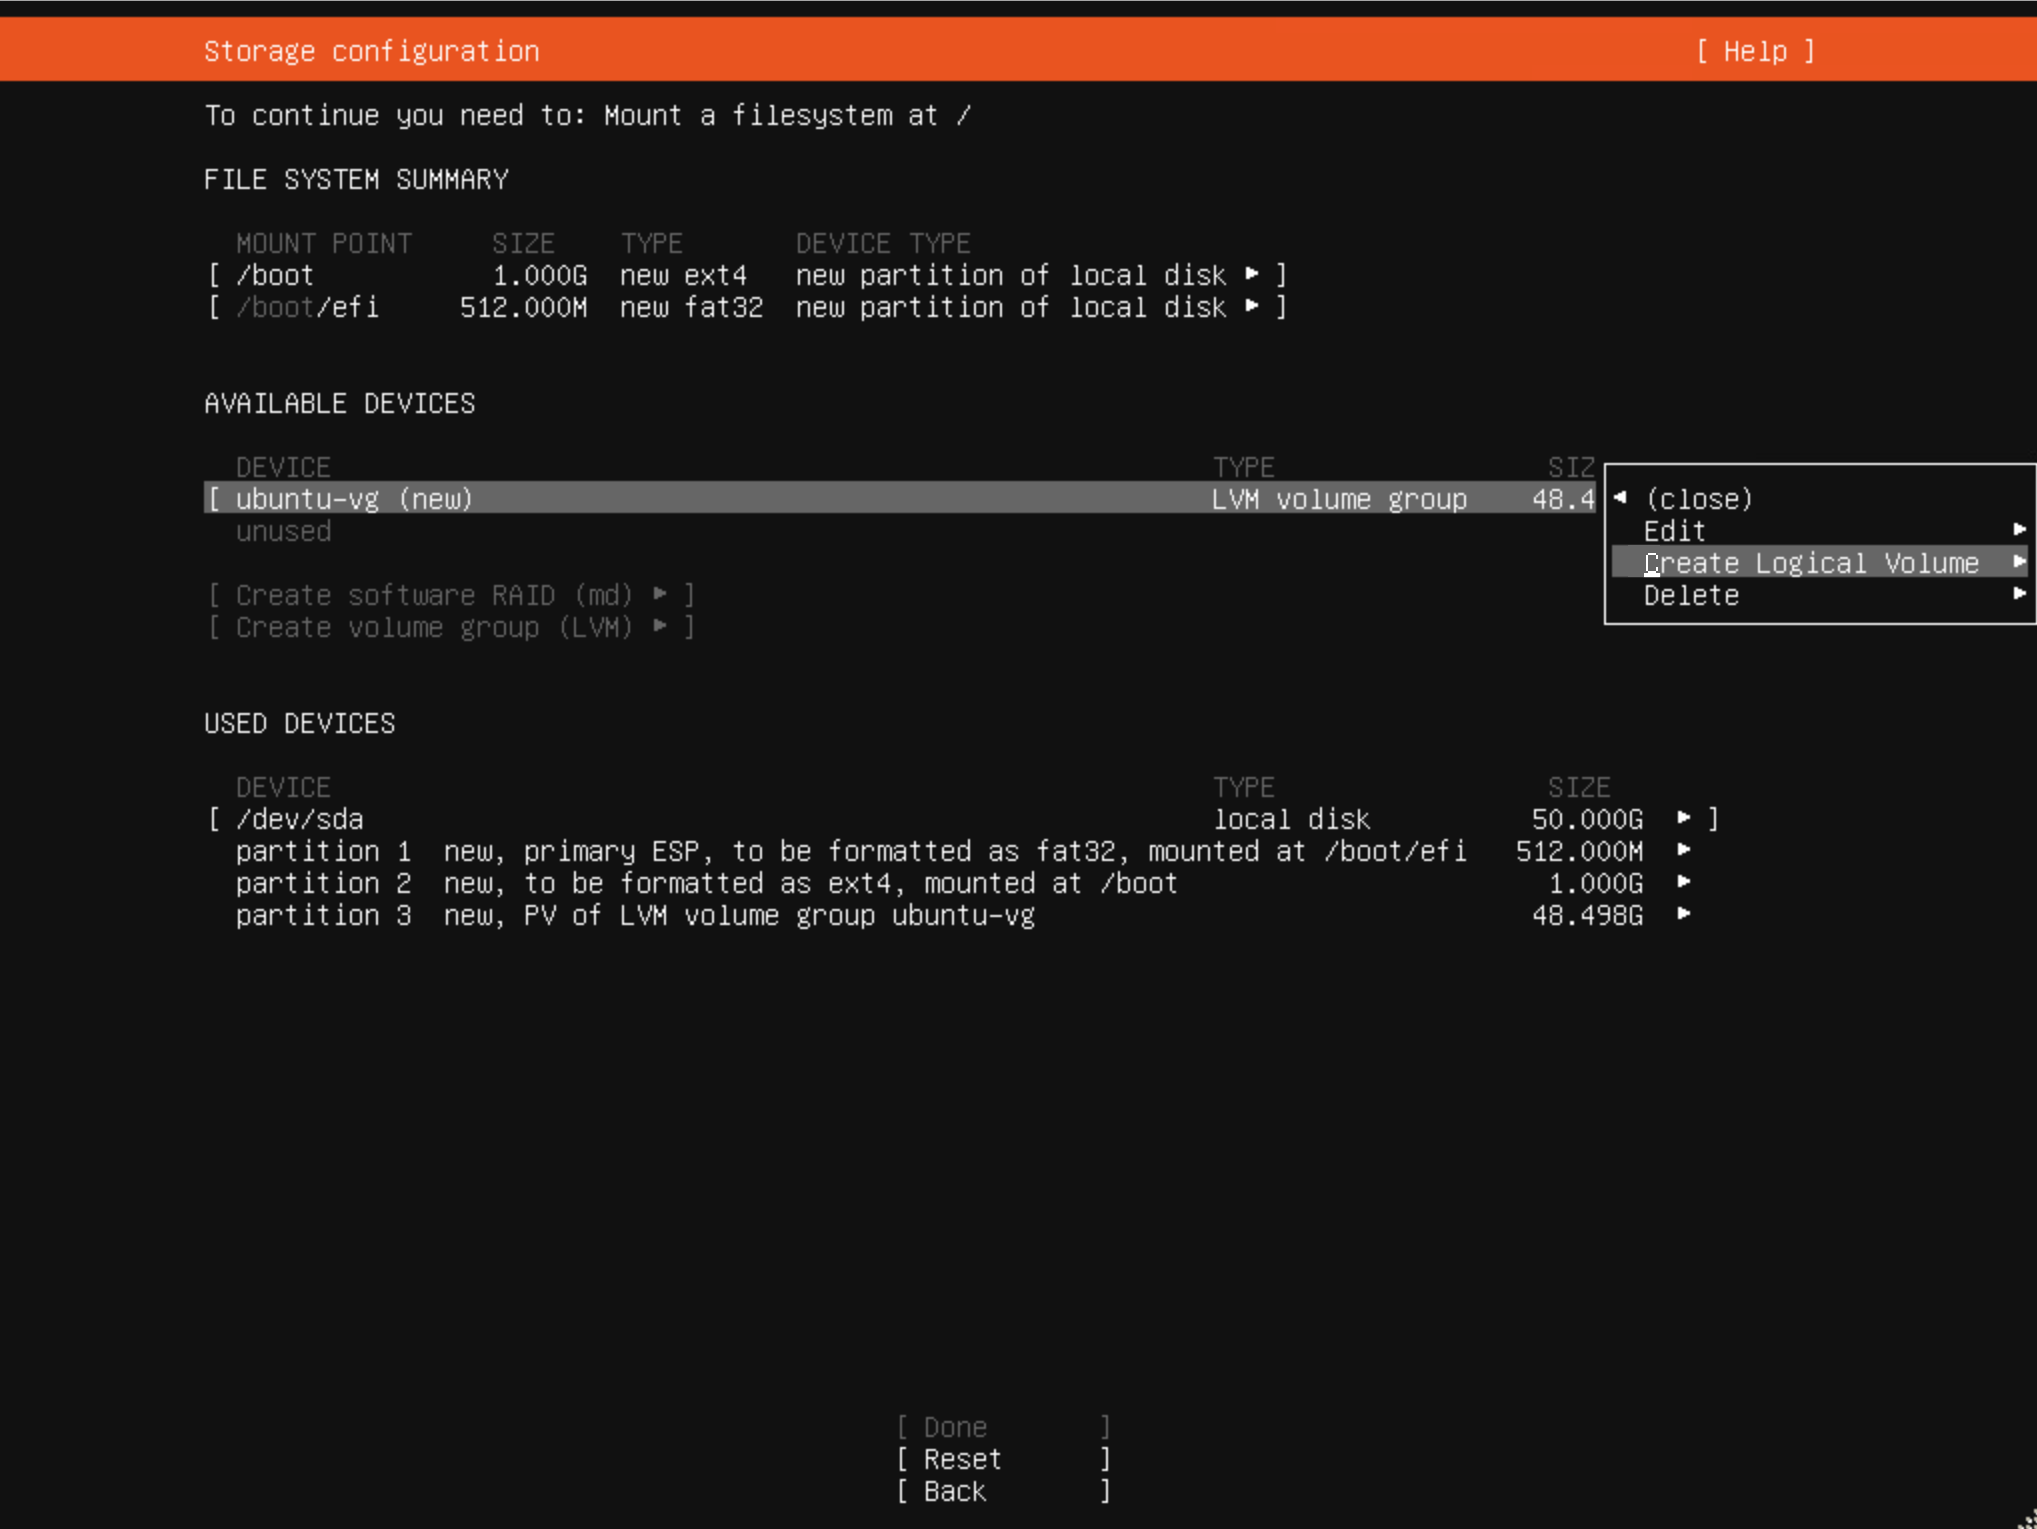 Storage configuration [ Help ]
To continue you need to: Mount a filesystem at /
FILE SYSTEM SUMMARY
MOUNT POINT SIZE TYPE DEVICE TYPE
[ /boot 1.000G new ext4 new partition of local disk ▸ ]
[ /boot/efi 512.000M new fat32 new partition of local disk ▸ ]
AVAILABLE DEVICES
DEVICE TYPE SIZ
[ ubuntu-vg (new) LVM volume group 48.4 ◂ (close)
unused Edit ▸
Create Logical Volume ▸
[ Create software RAID (md) ▸ ] Delete ▸
[ Create volume group (LVM) ▸ ]
USED DEVICES
DEVICE TYPE SIZE
[ /dev/sda local disk 50.000G ▸ ]
partition 1 new, primary ESP, to be formatted as fat32, mounted at /boot/efi 512.000M ▸
partition 2 new, to be formatted as ext4, mounted at /boot 1.000G ▸
partition 3 new, PV of LVM volume group ubuntu-vg 48.498G ▸
[ Done ]
[ Reset ]
[ Back ]